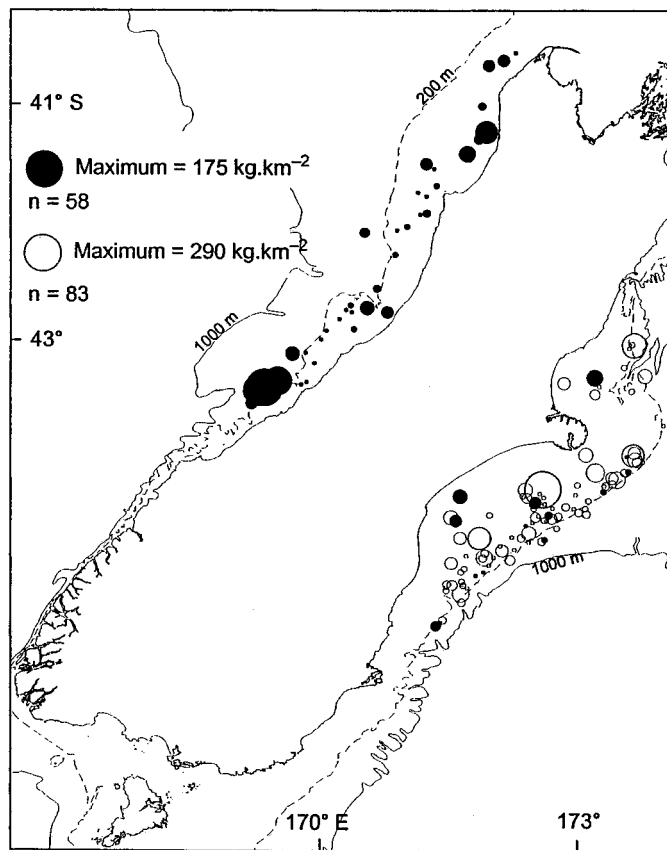 200 m
41° S
Maximum = 175 kg.km–2
n = 58
Maximum = 290 kg.km–2
n = 83
1000 m
43°
1000 m
170° E
173°